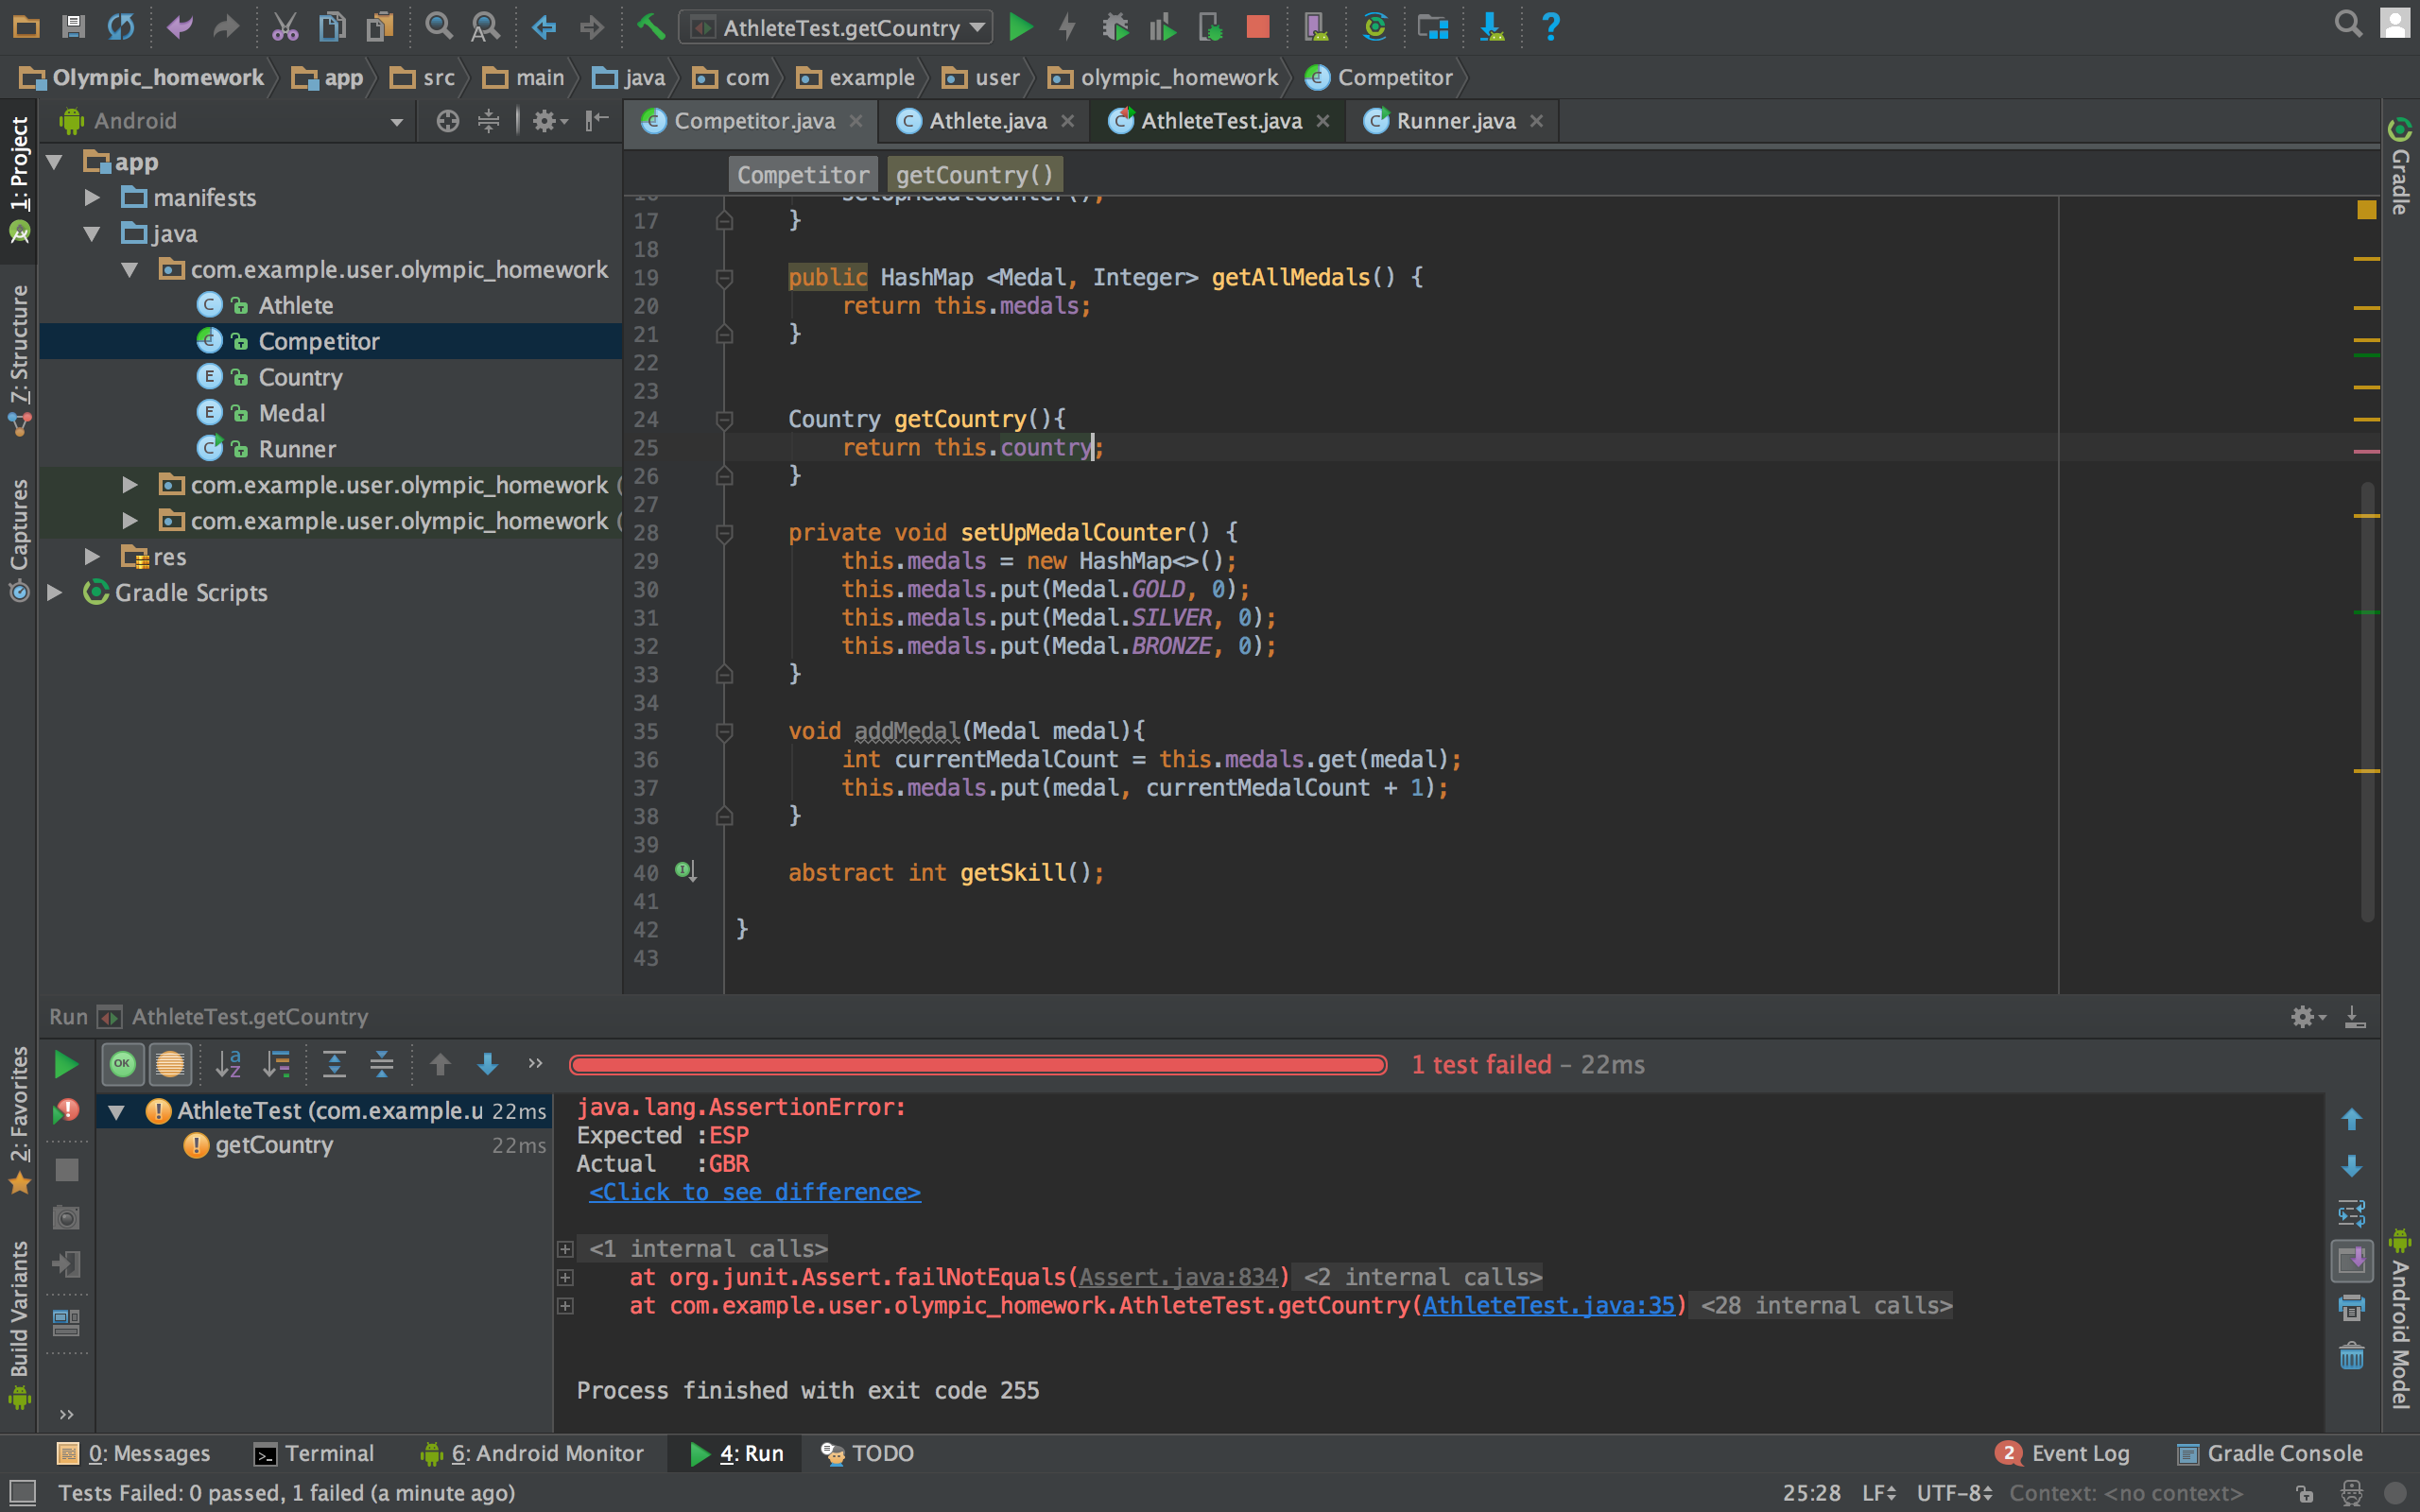 AthleteTest.getCountry
Olympic_homework app src main java com example user olympic_homework Competitor
Android
Competitor.java Athlete.java AthleteTest.java Runner.java
Competitor getCountry()
1: Project
7: Structure
Captures
2: Favorites
Build Variants
app
manifests
java
com.example.user.olympic_homework
Athlete
Competitor
Country
Medal
Runner
com.example.user.olympic_homework (
com.example.user.olympic_homework (
res
Gradle Scripts
16 setUpMedalCounter();
17 }
18
19 public HashMap <Medal, Integer> getAllMedals() {
20 return this.medals;
21 }
22
23
24 Country getCountry(){
25 return this.country;
26 }
27
28 private void setUpMedalCounter() {
29 this.medals = new HashMap<>();
30 this.medals.put(Medal.GOLD, 0);
31 this.medals.put(Medal.SILVER, 0);
32 this.medals.put(Medal.BRONZE, 0);
33 }
34
35 void addMedal(Medal medal){
36 int currentMedalCount = this.medals.get(medal);
37 this.medals.put(medal, currentMedalCount + 1);
38 }
39
40 abstract int getSkill();
41
42 }
43
Gradle
Android Model
Run AthleteTest.getCountry
OK
1 test failed – 22ms
AthleteTest (com.example.u 22ms
getCountry 22ms
java.lang.AssertionError:
Expected :ESP
Actual   :GBR
<Click to see difference>
<1 internal calls>
at org.junit.Assert.failNotEquals(Assert.java:834) <2 internal calls>
at com.example.user.olympic_homework.AthleteTest.getCountry(AthleteTest.java:35) <28 internal calls>
Process finished with exit code 255
0: Messages Terminal 6: Android Monitor 4: Run TODO 2 Event Log Gradle Console
Tests Failed: 0 passed, 1 failed (a minute ago) 25:28 LF UTF-8 Context: <no context>